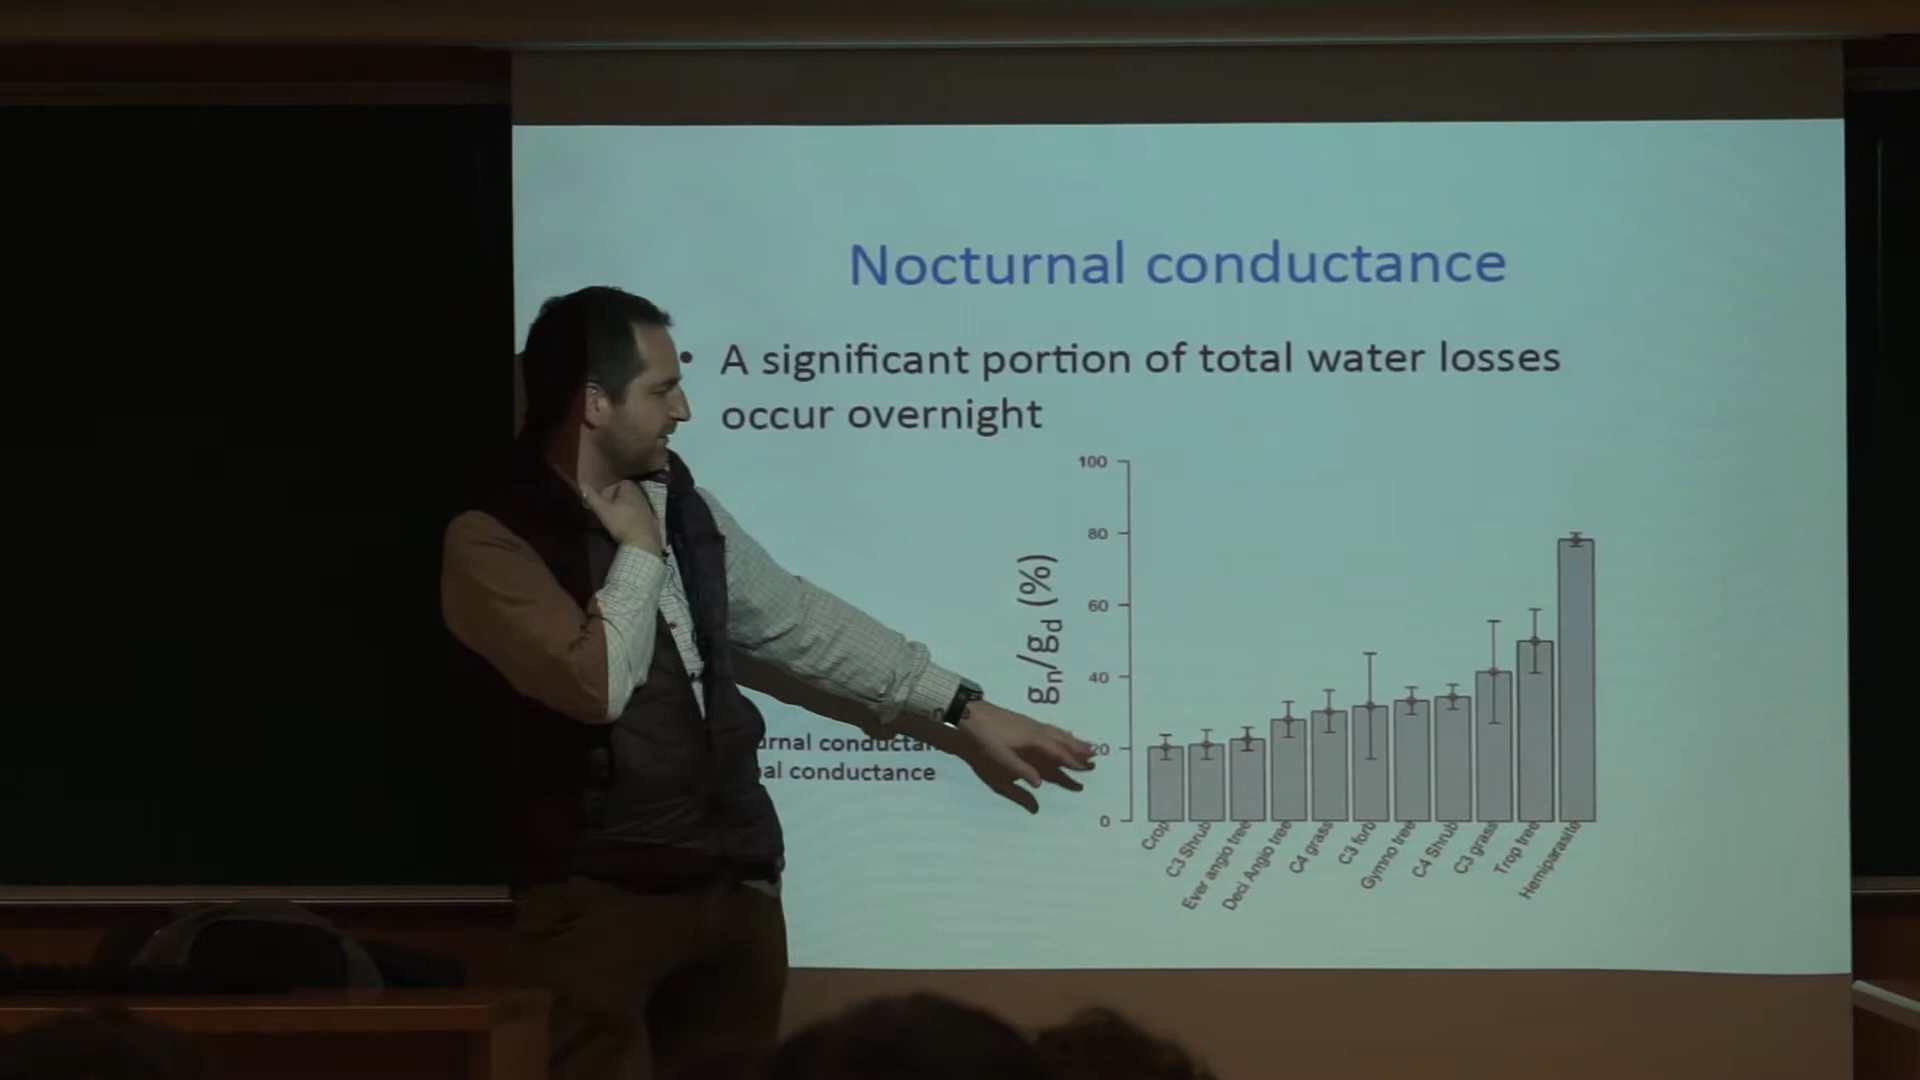 Nocturnal conductance
• A significant portion of total water losses
occur overnight
100
80
60
40
20
0
gn/gd (%)
conductance
Crop
C3 Shrub
Ever angio tree
Deci Angio tree
C4 grass
C3 forb
Gymno tree
C4 Shrub
C3 grass
Trop tree
Hemiparasite